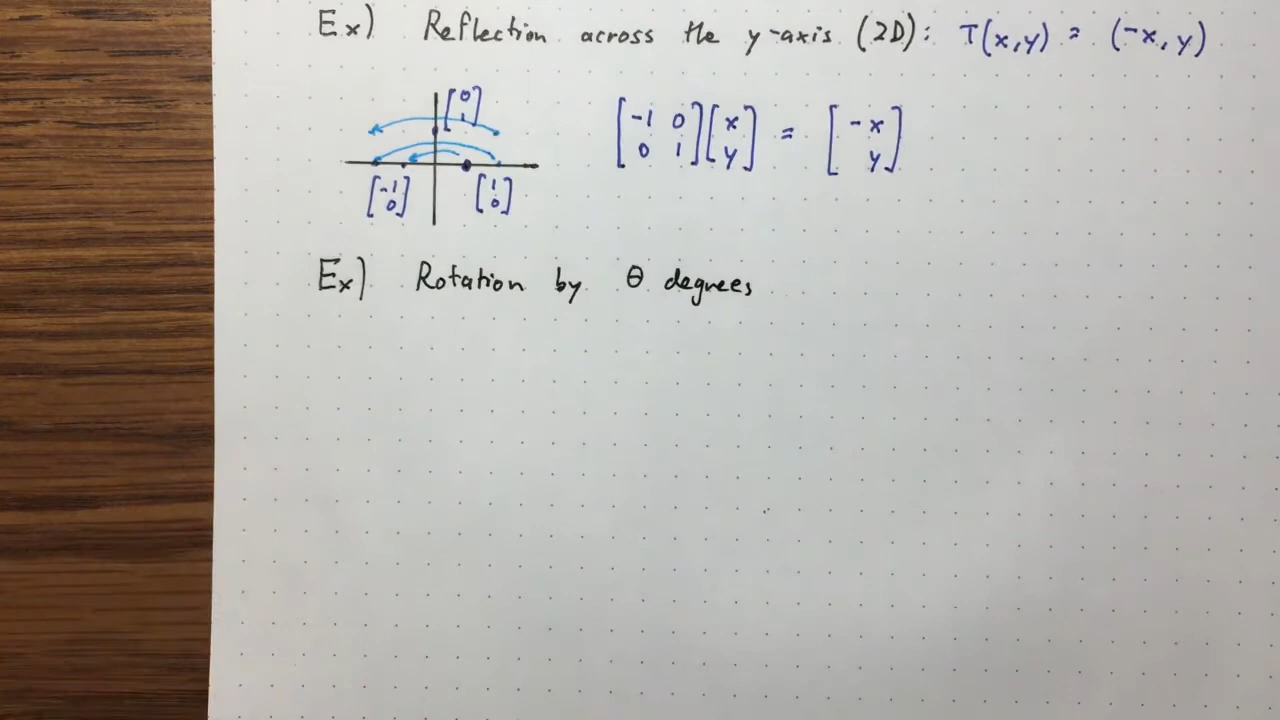 Ex) Reflection across the y-axis (2D): T(x,y) = (-x, y)
[0 1]
[-1 0; 0 1] [x y] = [-x y]
[-1 0] [1 0]
Ex) Rotation by θ degrees